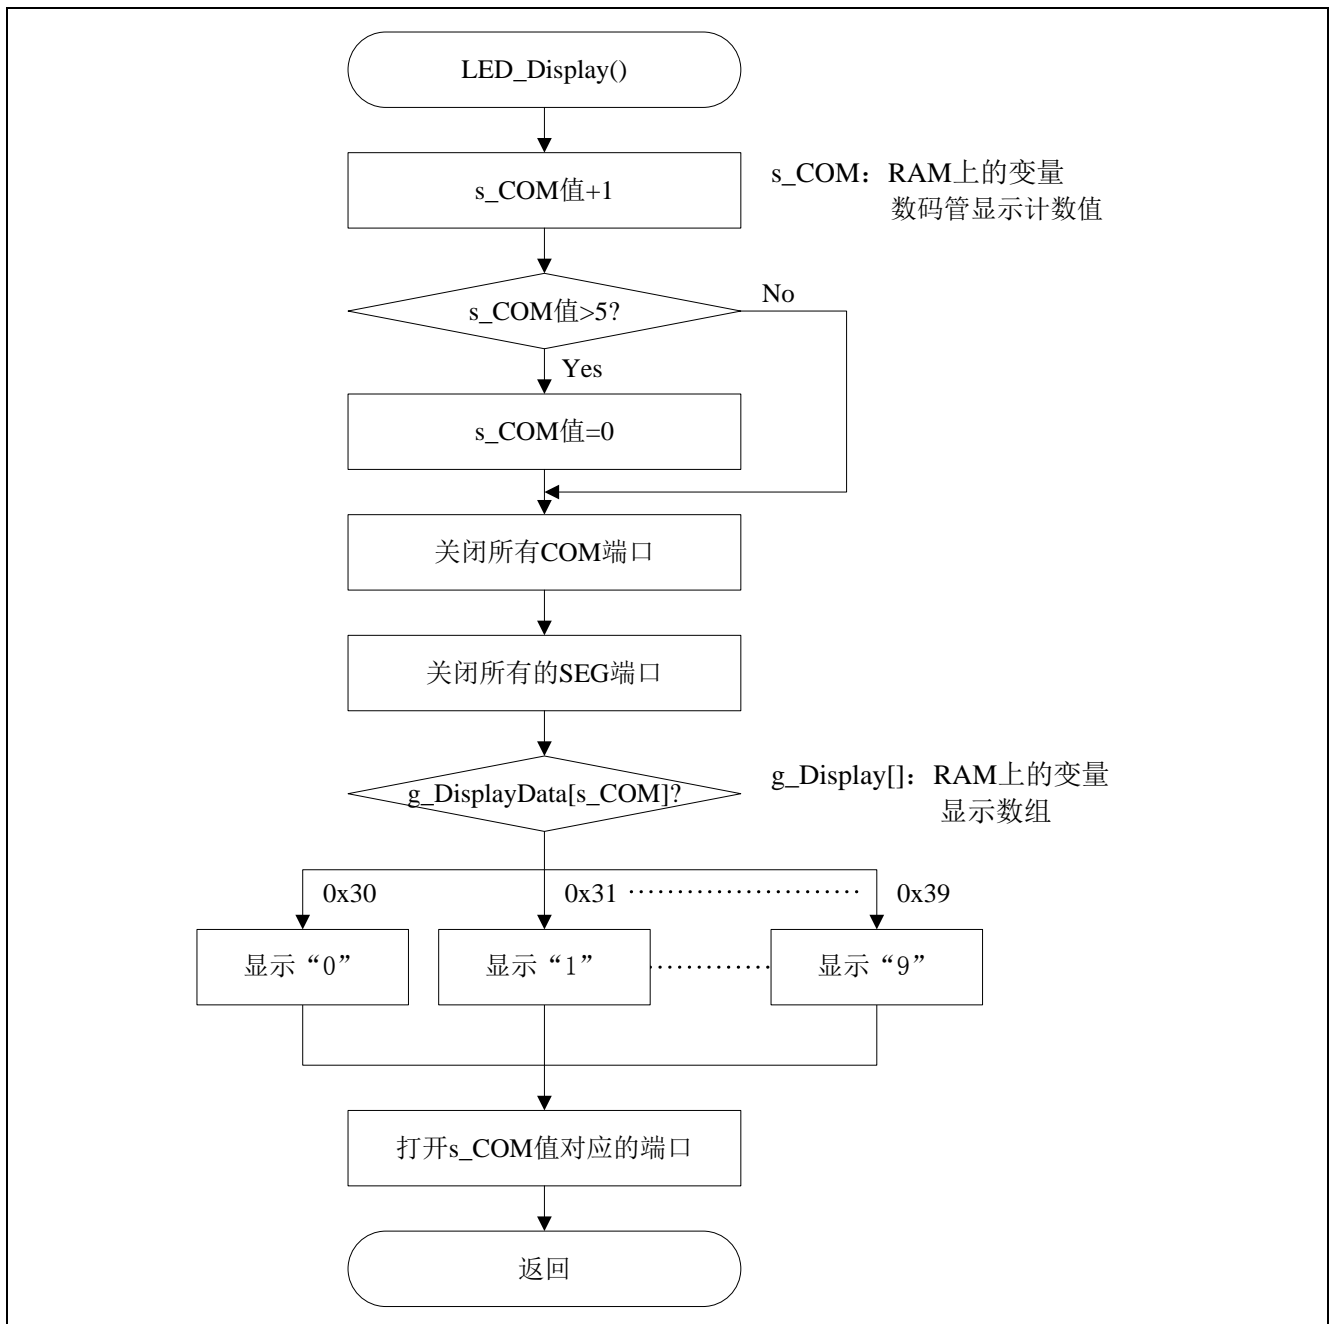 LED_Display()
s_COM值+1
s_COM：RAM上的变量
数码管显示计数值
s_COM值>5?
No
Yes
s_COM值=0
关闭所有COM端口
关闭所有的SEG端口
g_DisplayData[s_COM]?
g_Display[]：RAM上的变量
显示数组
0x30
0x31 ························
0x39
显示“0”
显示“1”
·············
显示“9”
打开s_COM值对应的端口
返回